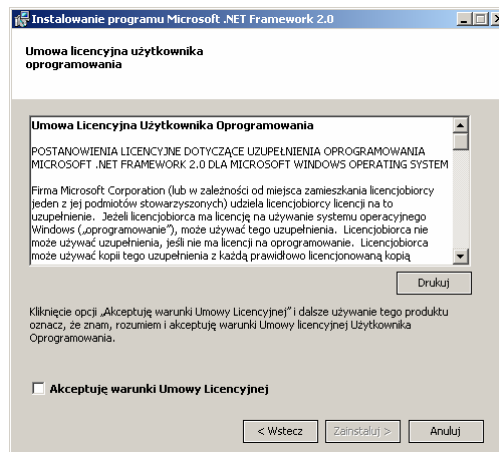 Instalowanie programu Microsoft .NET Framework 2.0
Umowa licencyjna użytkownika
oprogramowania
Umowa Licencyjna Użytkownika Oprogramowania
POSTANOWIENIA LICENCYJNE DOTYCZĄCE UZUPEŁNIENIA OPROGRAMOWANIA
MICROSOFT .NET FRAMEWORK 2.0 DLA MICROSOFT WINDOWS OPERATING SYSTEM
Firma Microsoft Corporation (lub w zależności od miejsca zamieszkania licencjobiorcy
jeden z jej podmiotów stowarzyszonych) udziela licencjobiorcy licencji na to
uzupełnienie. Jeżeli licencjobiorca ma licencję na używanie systemu operacyjnego
Windows („oprogramowanie”), może używać tego uzupełnienia. Licencjobiorca nie
może używać uzupełnienia, jeśli nie ma licencji na oprogramowanie. Licencjobiorca
może używać kopii tego uzupełnienia z każdą prawidłowo licencjonowaną kopią
Drukuj
Kliknięcie opcji „Akceptuję warunki Umowy Licencyjnej” i dalsze używanie tego produktu
oznacz, że znam, rozumiem i akceptuję warunki Umowy licencyjnej Użytkownika
Oprogramowania.
Akceptuję warunki Umowy Licencyjnej
< Wstecz Zainstaluj > Anuluj